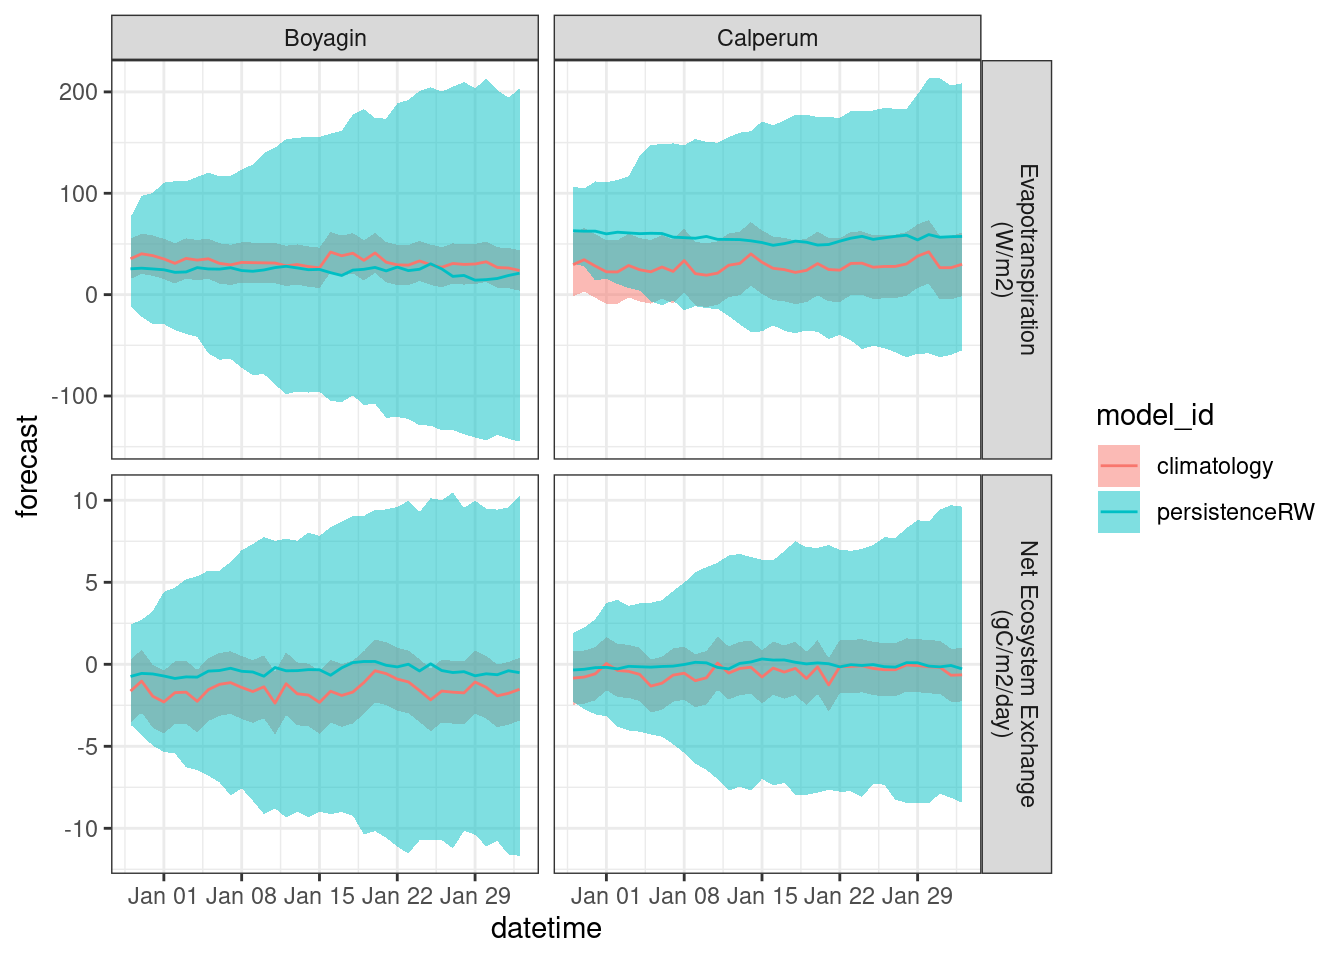 Boyagin
Calperum
200
100
0
-100
Evapotranspiration
(W/m2)
10
5
0
-5
-10
Net Ecosystem Exchange
(gC/m2/day)
forecast
Jan 01 Jan 08 Jan 15 Jan 22 Jan 29
Jan 01 Jan 08 Jan 15 Jan 22 Jan 29
datetime
model_id
climatology
persistenceRW